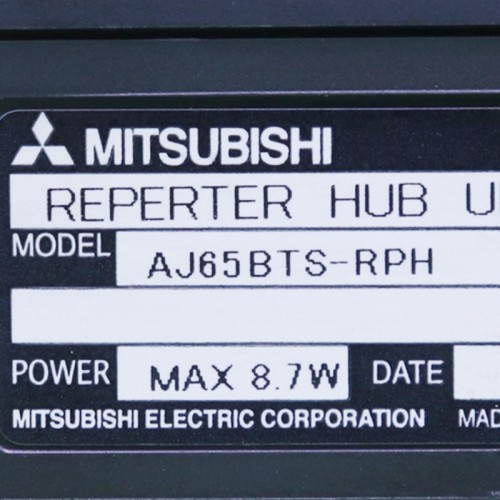 MITSUBISHI
REPERTER HUB U
MODEL AJ65BTS-RPH
POWER MAX 8.7W DATE
MITSUBISHI ELECTRIC CORPORATION MAD